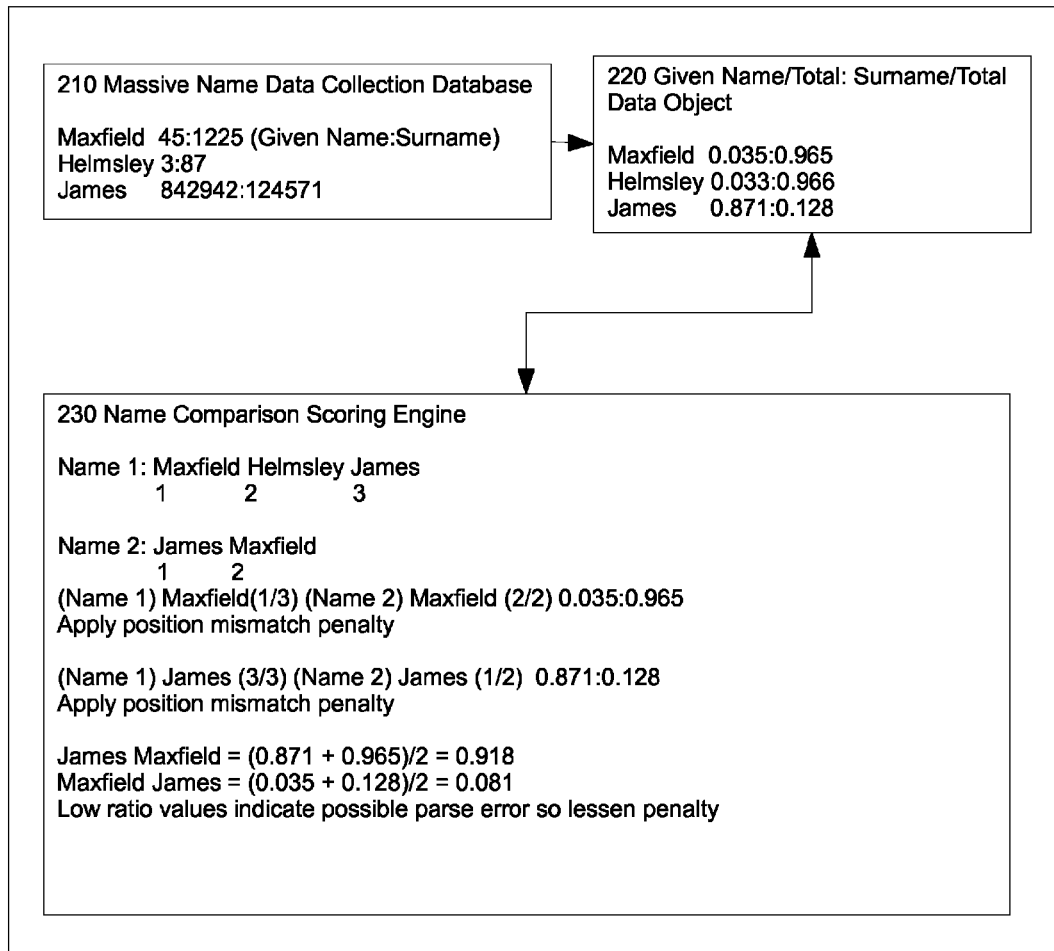 210 Massive Name Data Collection Database
Maxfield 45:1225 (Given Name:Surname)
Helmsley 3:87
James 842942:124571
220 Given Name/Total: Surname/Total
Data Object
Maxfield 0.035:0.965
Helmsley 0.033:0.966
James 0.871:0.128
230 Name Comparison Scoring Engine
Name 1: Maxfield Helmsley James
1 2 3
Name 2: James Maxfield
1 2
(Name 1) Maxfield(1/3) (Name 2) Maxfield (2/2) 0.035:0.965
Apply position mismatch penalty
(Name 1) James (3/3) (Name 2) James (1/2) 0.871:0.128
Apply position mismatch penalty
James Maxfield = (0.871 + 0.965)/2 = 0.918
Maxfield James = (0.035 + 0.128)/2 = 0.081
Low ratio values indicate possible parse error so lessen penalty